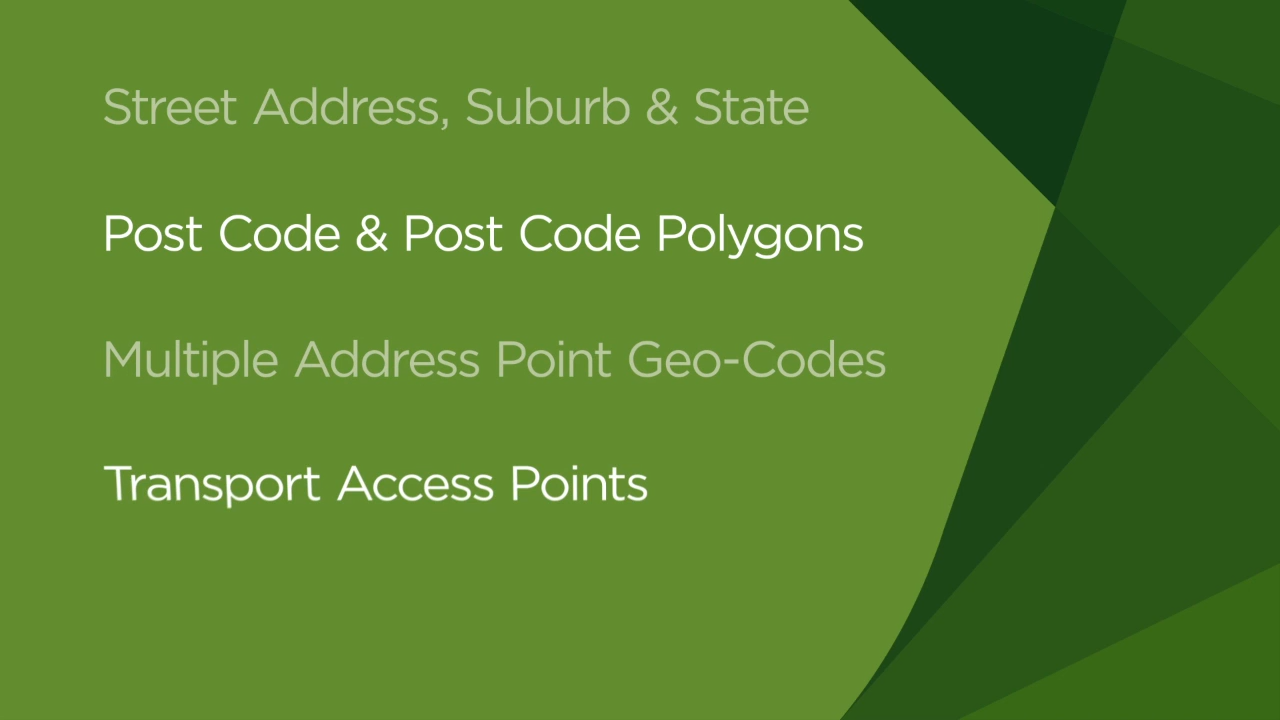 Street Address, Suburb & State
Post Code & Post Code Polygons
Multiple Address Point Geo-Codes
Transport Access Points